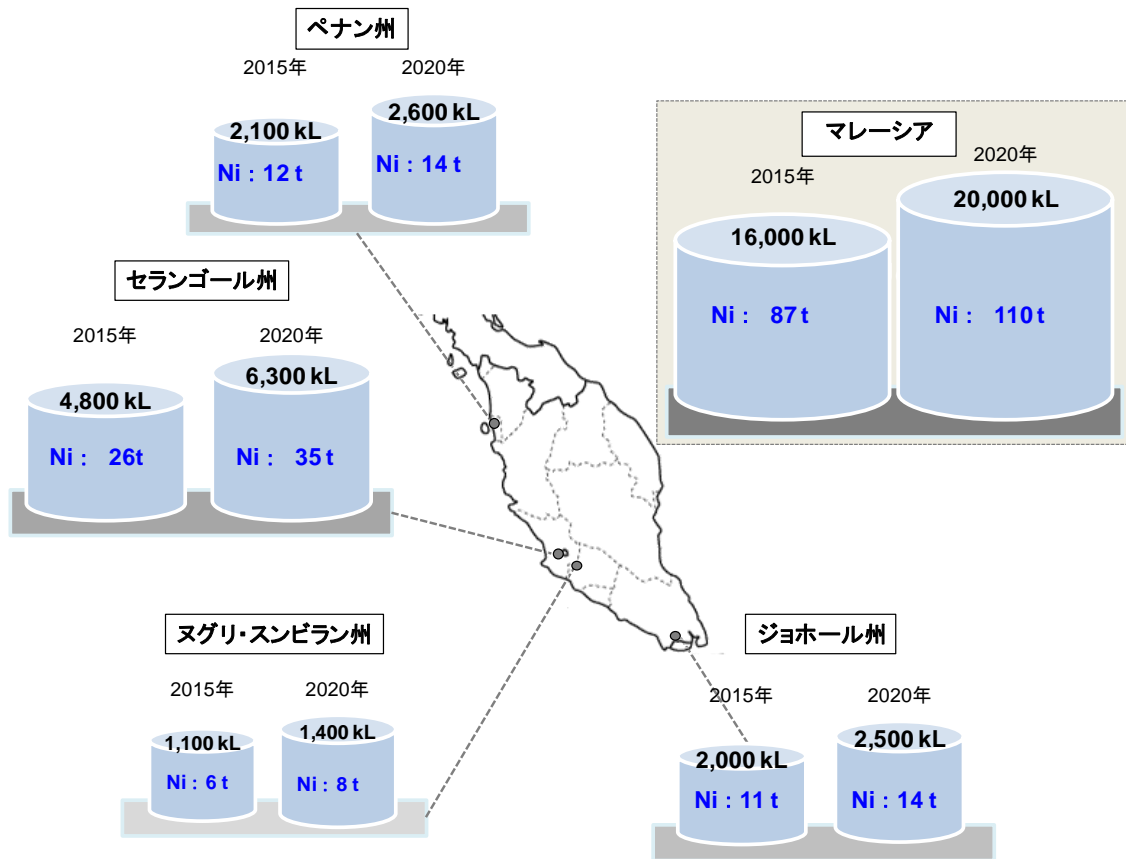 ペナン州
2015年
2020年
2,100 kL
2,600 kL
Ni：12 t
Ni：14 t
マレーシア
2015年
2020年
16,000 kL
20,000 kL
Ni： 87 t
Ni： 110 t
セランゴール州
2015年
2020年
4,800 kL
6,300 kL
Ni： 26t
Ni： 35 t
ヌグリ・スンビラン州
2015年
2020年
1,100 kL
1,400 kL
Ni：6 t
Ni：8 t
ジョホール州
2015年
2020年
2,000 kL
2,500 kL
Ni：11 t
Ni：14 t